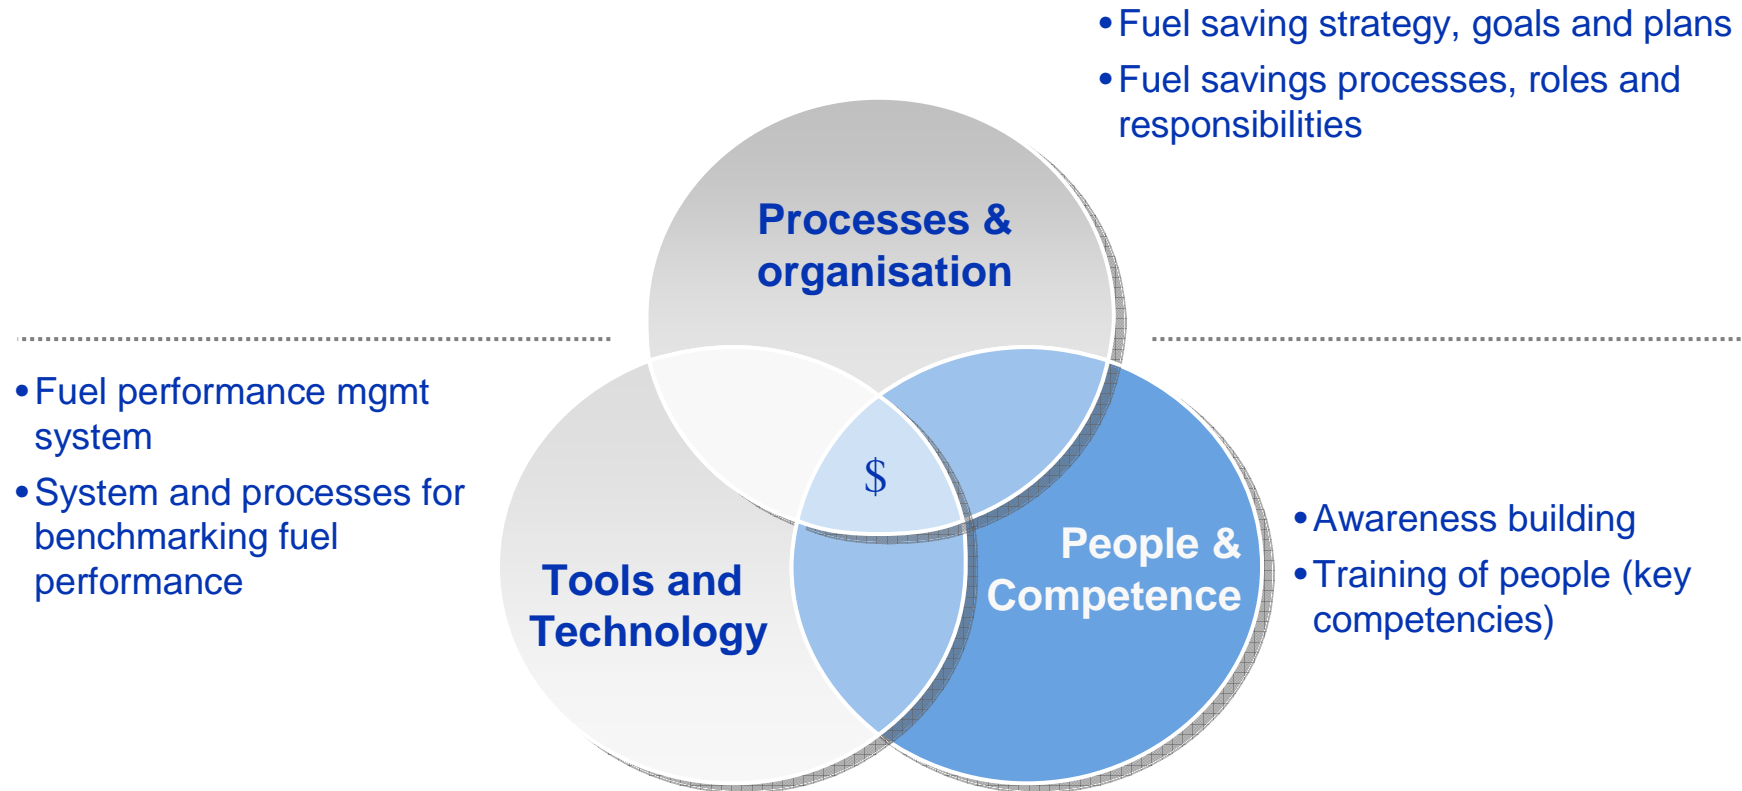 • Fuel saving strategy, goals and plans
• Fuel savings processes, roles and
responsibilities
Processes &
organisation
• Fuel performance mgmt
system
• System and processes for
benchmarking fuel
performance
$
Tools and
Technology
People &
Competence
• Awareness building
• Training of people (key
competencies)